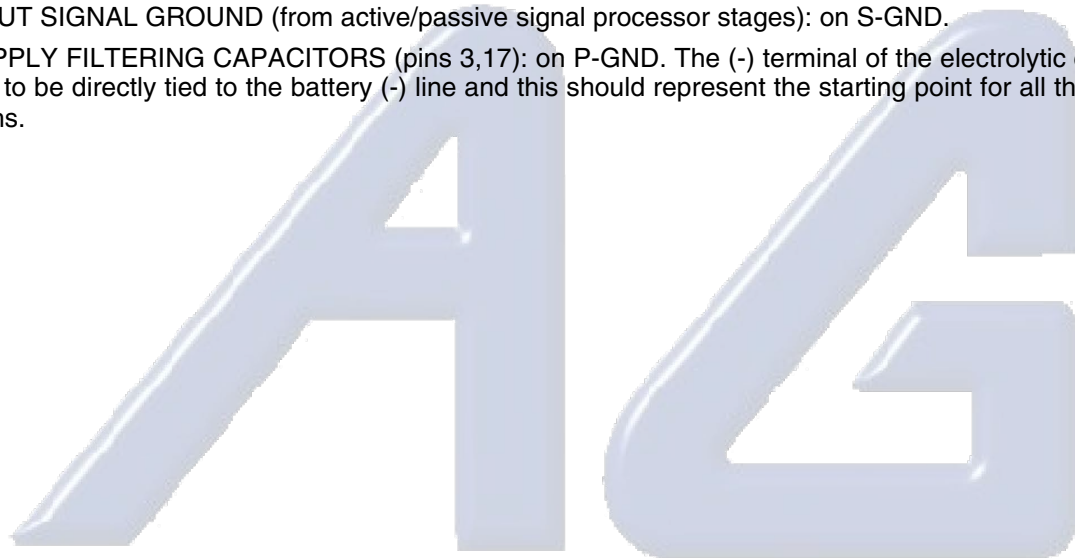 UT SIGNAL GROUND (from active/passive signal processor stages): on S-GND.
PPLY FILTERING CAPACITORS (pins 3,17): on P-GND. The (-) terminal of the electrolytic
to be directly tied to the battery (-) line and this should represent the starting point for all th
ns.
AG